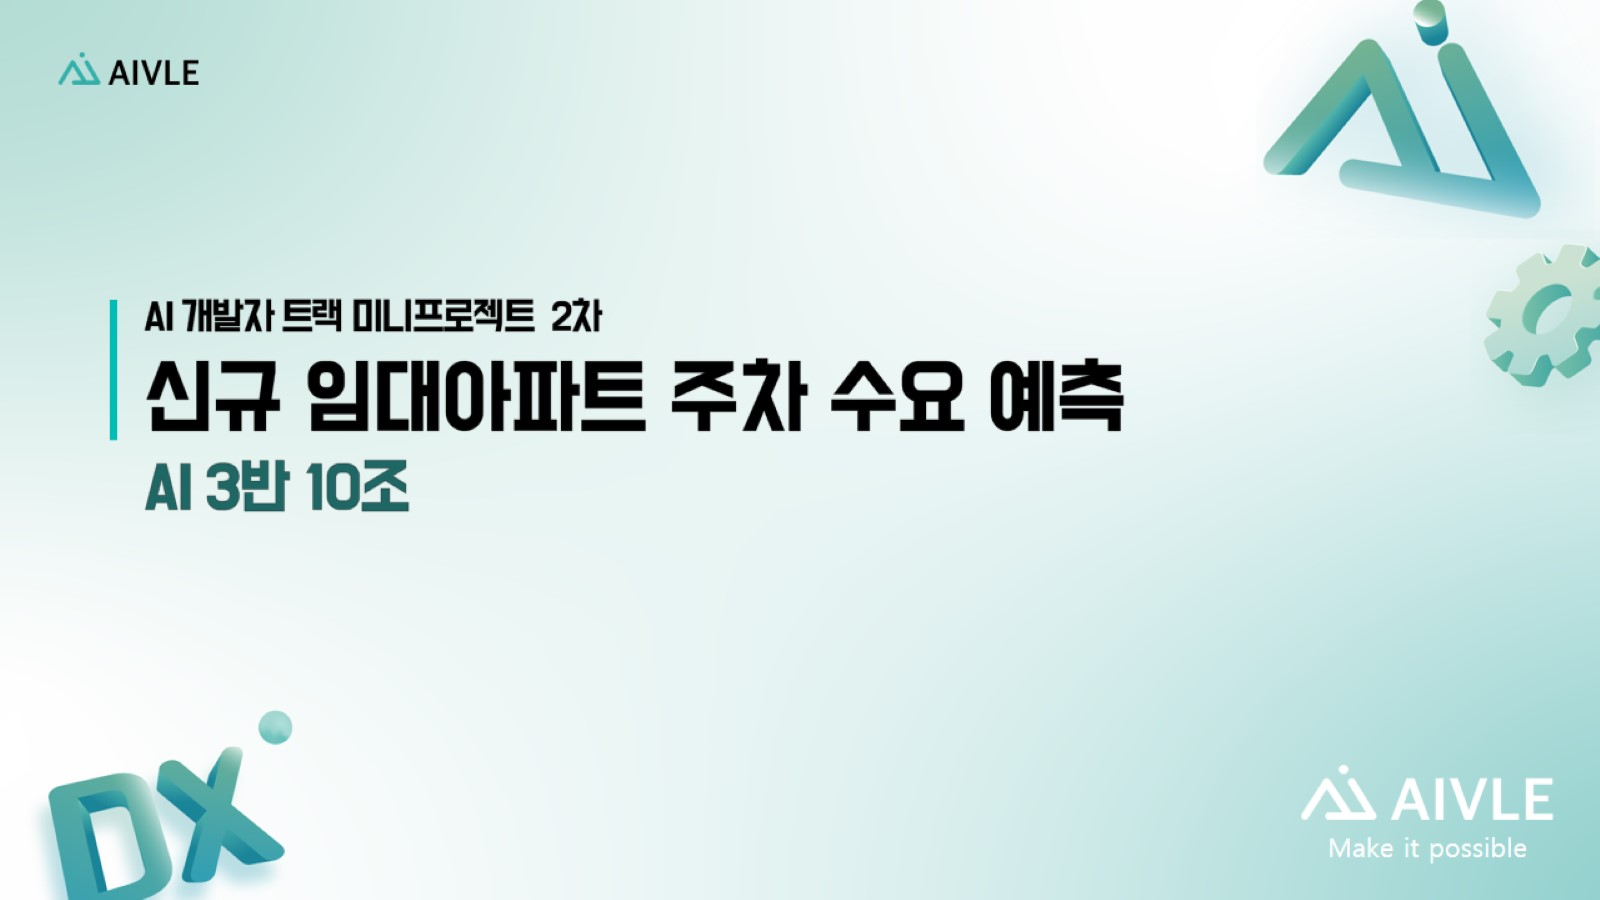 AIVLE
AI 개발자 트랙 미니프로젝트 2차
신규 임대아파트 주차 수요 예측
AI 3반 10조
DX
AIVLE
Make it possible